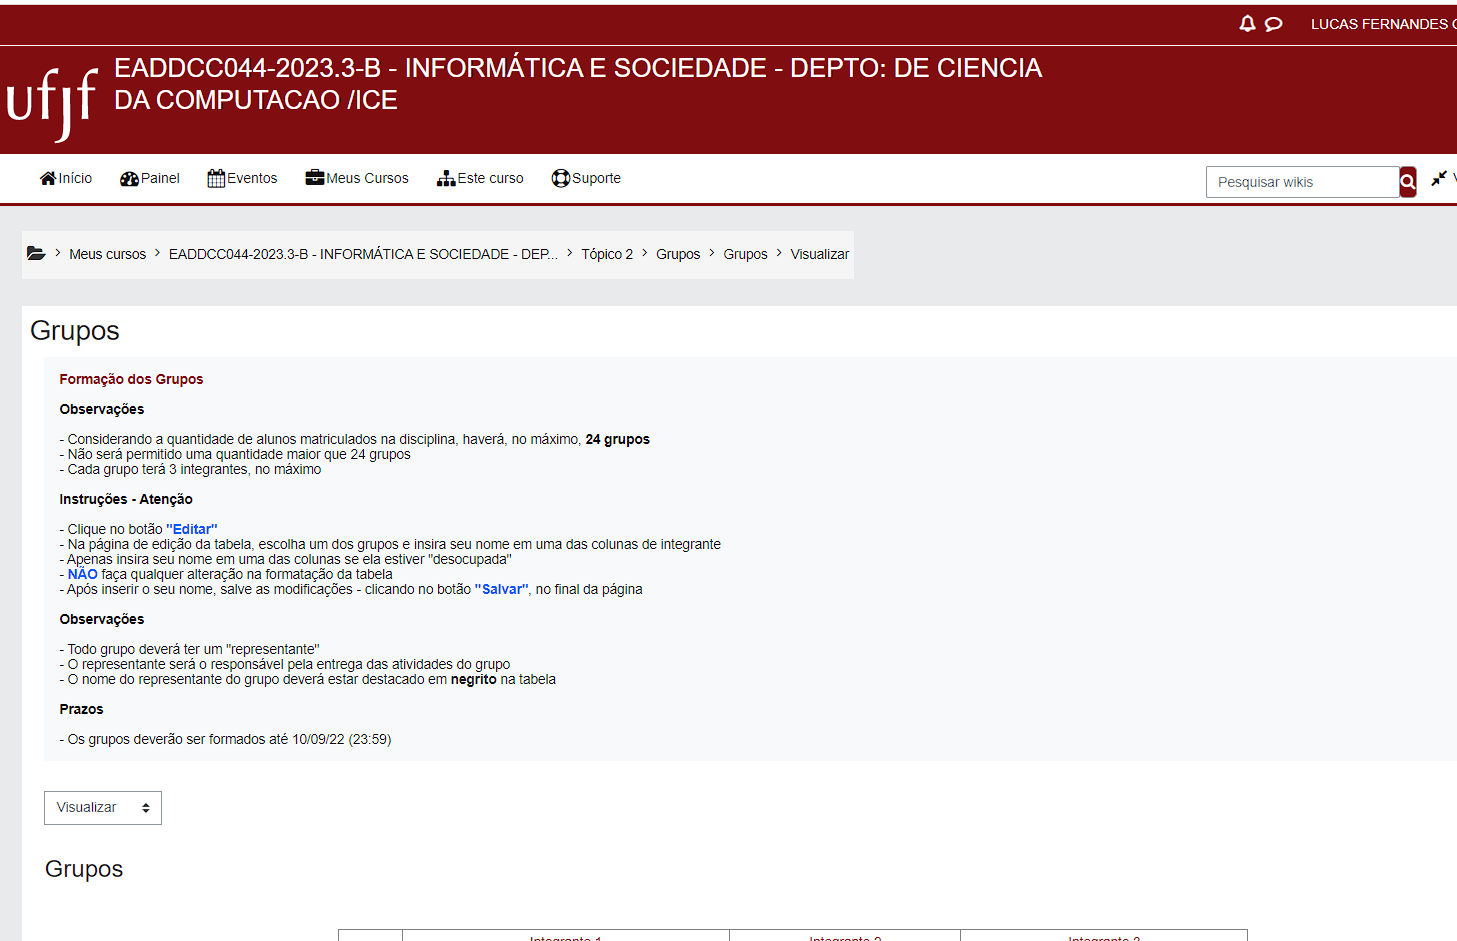 LUCAS FERNANDES
ufjf
EADDCC044-2023.3-B - INFORMÁTICA E SOCIEDADE - DEPTO: DE CIENCIA
DA COMPUTACAO /ICE
Início Painel Eventos Meus Cursos Este curso Suporte
Pesquisar wikis
> Meus cursos > EADDCC044-2023.3-B - INFORMÁTICA E SOCIEDADE - DEP... > Tópico 2 > Grupos > Grupos > Visualizar
Grupos
Formação dos Grupos
Observações
- Considerando a quantidade de alunos matriculados na disciplina, haverá, no máximo, 24 grupos
- Não será permitido uma quantidade maior que 24 grupos
- Cada grupo terá 3 integrantes, no máximo
Instruções - Atenção
- Clique no botão "Editar"
- Na página de edição da tabela, escolha um dos grupos e insira seu nome em uma das colunas de integrante
- Apenas insira seu nome em uma das colunas se ela estiver "desocupada"
- NÃO faça qualquer alteração na formatação da tabela
- Após inserir o seu nome, salve as modificações - clicando no botão "Salvar", no final da página
Observações
- Todo grupo deverá ter um "representante"
- O representante será o responsável pela entrega das atividades do grupo
- O nome do representante do grupo deverá estar destacado em negrito na tabela
Prazos
- Os grupos deverão ser formados até 10/09/22 (23:59)
Visualizar
Grupos
Integrante 1 Integrante 2 Integrante 3